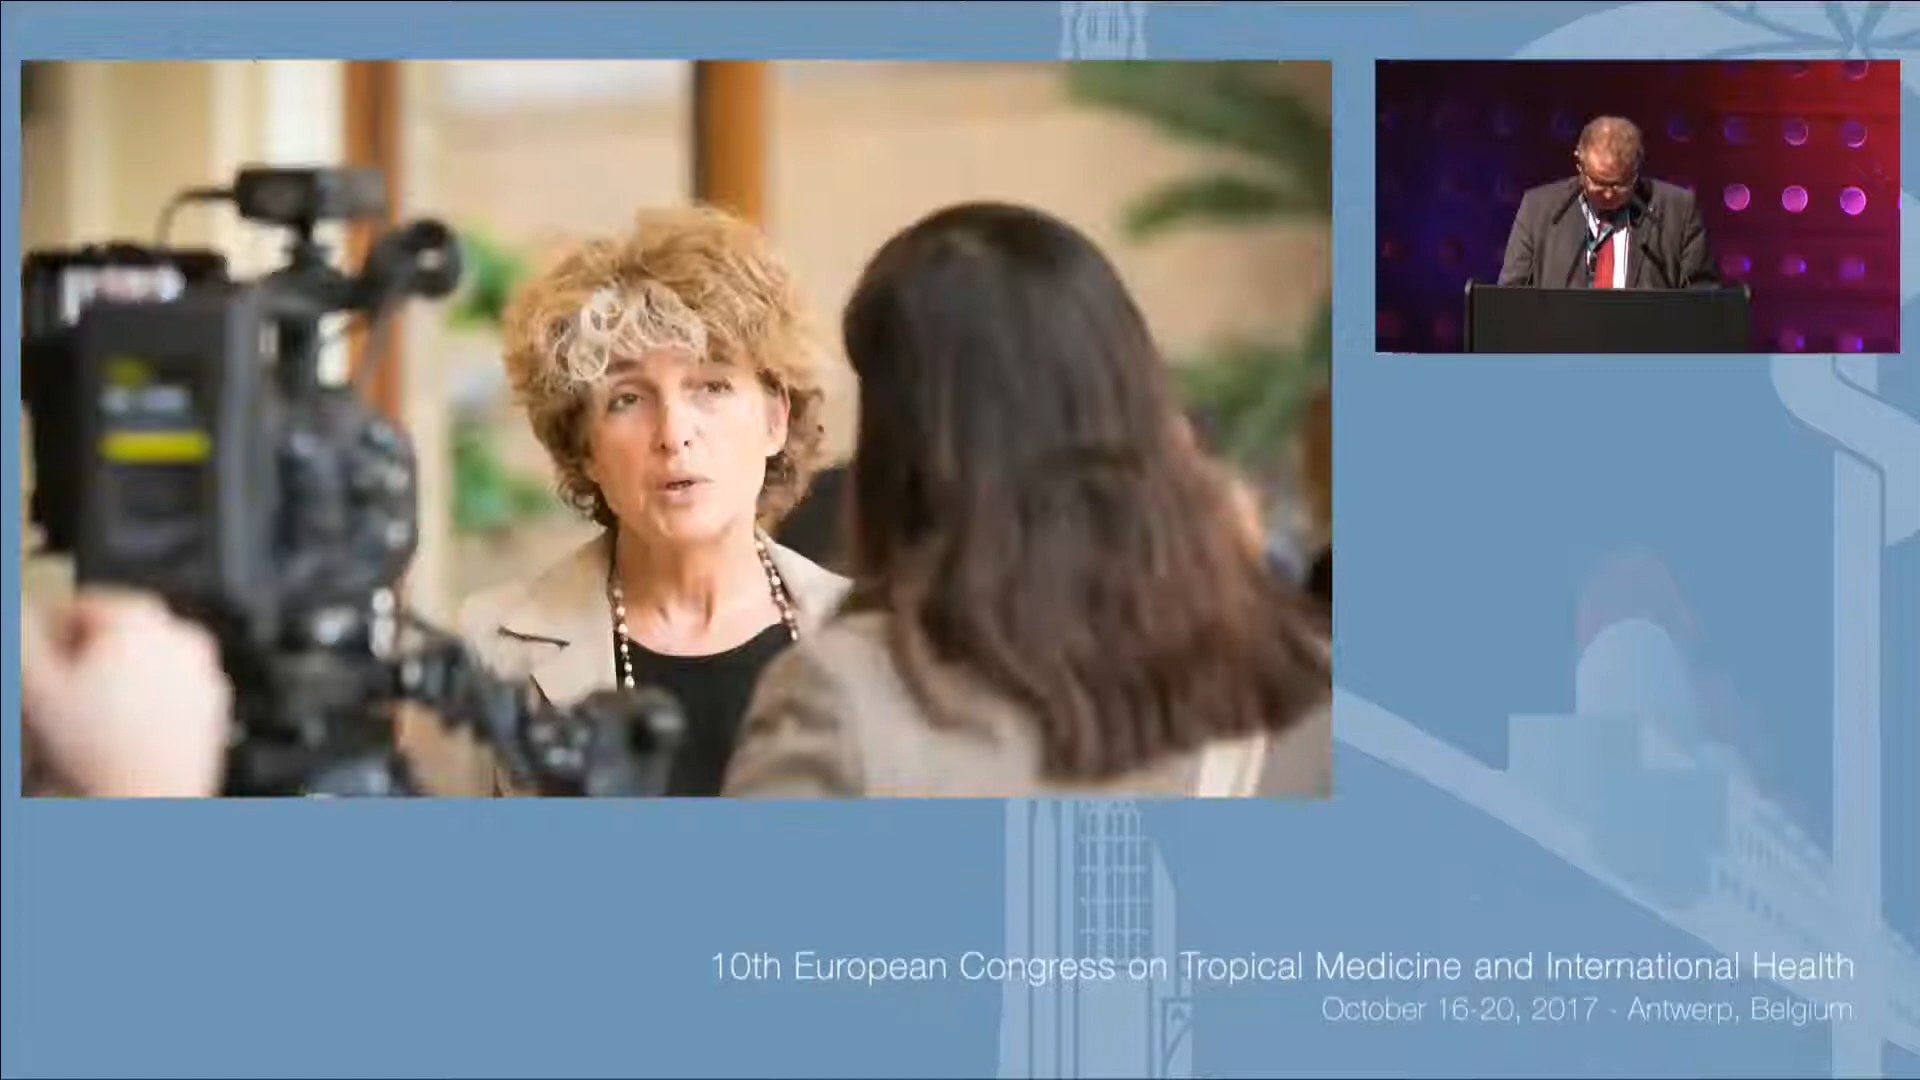 10th European Congress on Tropical Medicine and International Health
October 16-20, 2017 - Antwerp, Belgium